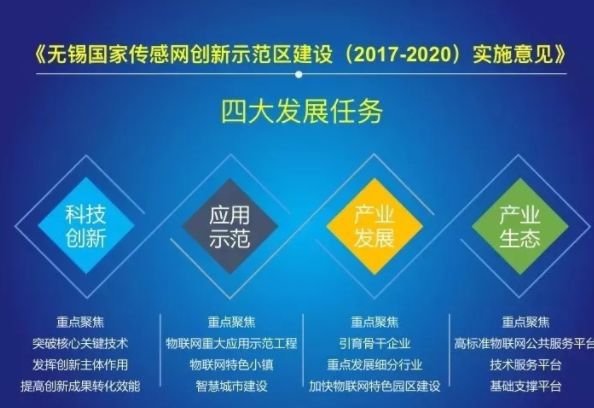 《无锡国家传感网创新示范区建设（2017-2020）实施意见》
四大发展任务
科技
创新
应用
示范
产业
发展
产业
生态
重点聚焦
突破核心关键技术
发挥创新主体作用
提高创新成果转化效能
重点聚焦
物联网重大应用示范工程
物联网特色小镇
智慧城市建设
重点聚焦
引育骨干企业
重点发展细分行业
加快物联网特色园区建设
重点聚焦
高标准物联网公共服务平台
技术服务平台
基础支撑平台